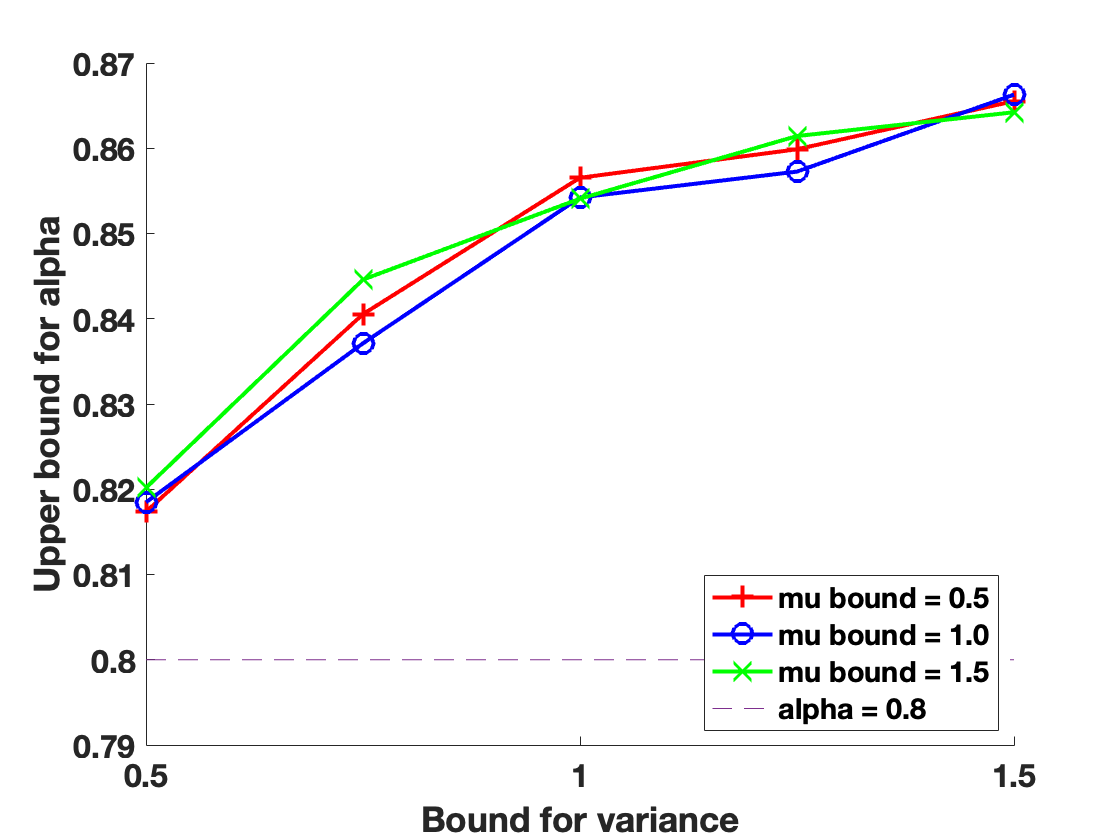 0.87
0.86
0.85
0.84
0.83
0.82
0.81
0.8
0.79
Upper bound for alpha
mu bound = 0.5
mu bound = 1.0
mu bound = 1.5
alpha = 0.8
0.5 1 1.5
Bound for variance